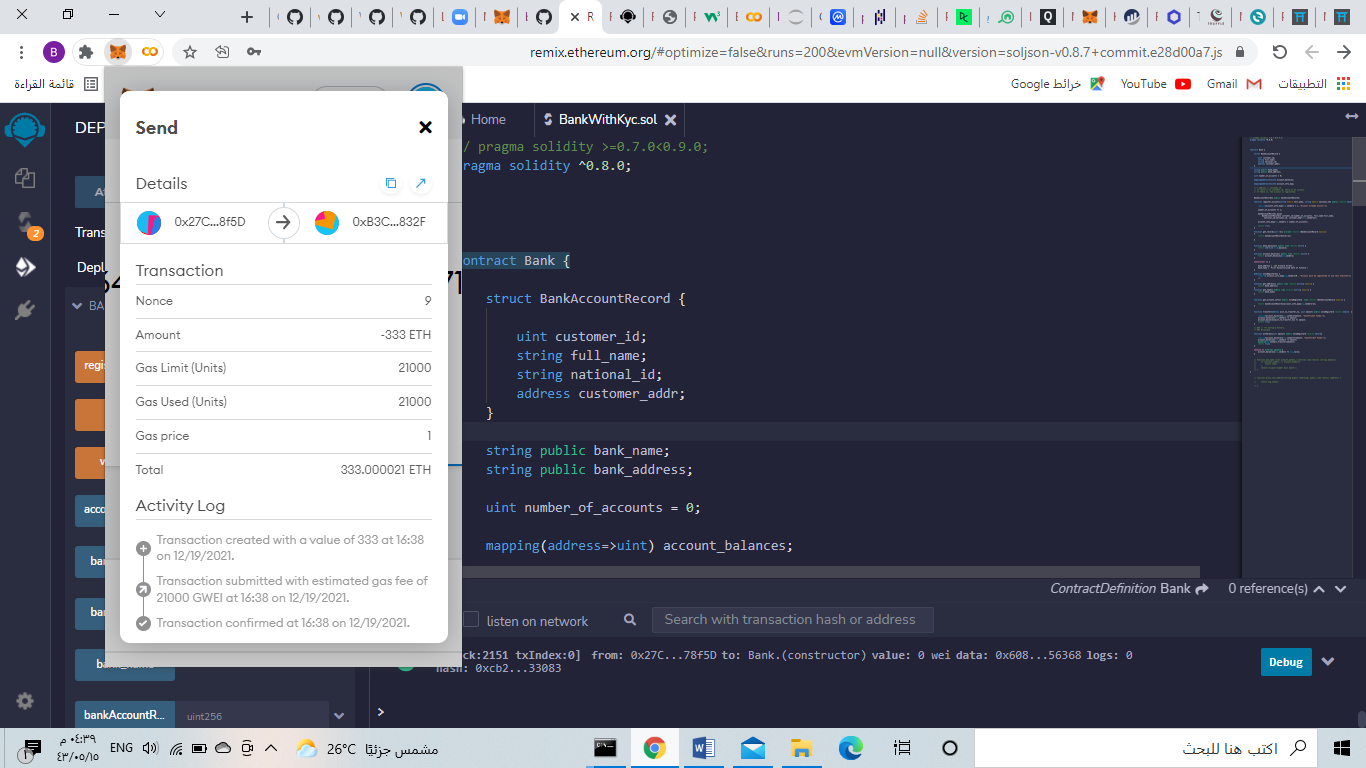 remix.ethereum.org/#optimize=false&runs=200&evmVersion=null&version=soljson-v0.8.7+commit.e28d00a7.js
B
قائمة القراءة
خرائط Google
YouTube
Gmail
التطبيقات
DEP
Home
BankWithKyc.sol
Send
Details
0x27C...8f5D
0xB3C...832F
Transaction
Nonce 9
Amount -333 ETH
Gas Limit (Units) 21000
Gas Used (Units) 21000
Gas price 1
Total 333.000021 ETH
Activity Log
Transaction created with a value of 333 at 16:38
on 12/19/2021.
Transaction submitted with estimated gas fee of
21000 GWEI at 16:38 on 12/19/2021.
Transaction confirmed at 16:38 on 12/19/2021.
At
Trans
Deplo
BA
2
regi
acco
ban
ban
bank_name
bankAccountR...
uint256
/ pragma solidity >=0.7.0<0.9.0;
ragma solidity ^0.8.0;
ontract Bank {
struct BankAccountRecord {
uint customer_id;
string full_name;
string national_id;
address customer_addr;
}
string public bank_name;
string public bank_address;
uint number_of_accounts = 0;
mapping(address=>uint) account_balances;
ContractDefinition Bank
0 reference(s)
listen on network
Search with transaction hash or address
ck:2151 txIndex:0] from: 0x27C...78f5D to: Bank.(constructor) value: 0 wei data: 0x608...56368 logs: 0
hash: 0xcb2...33083
Debug
>
٠٤:٣٩ م
٤٣/٠٥/١٥
1
ENG
26°C مشمس جزئيًا
اكتب هنا للبحث